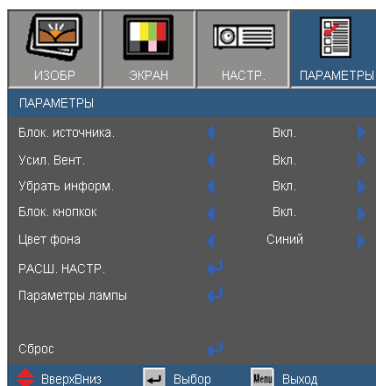 ИЗОБР ЭКРАН НАСТР. ПАРАМЕТРЫ
ПАРАМЕТРЫ
Блок. источника. Вкл.
Усил. Вент. Вкл.
Убрать информ. Вкл.
Блок. кнопкок Вкл.
Цвет фона Синий
РАСШ. НАСТР.
Параметры лампы
Сброс
ВверхВниз Выбор Menu Выход